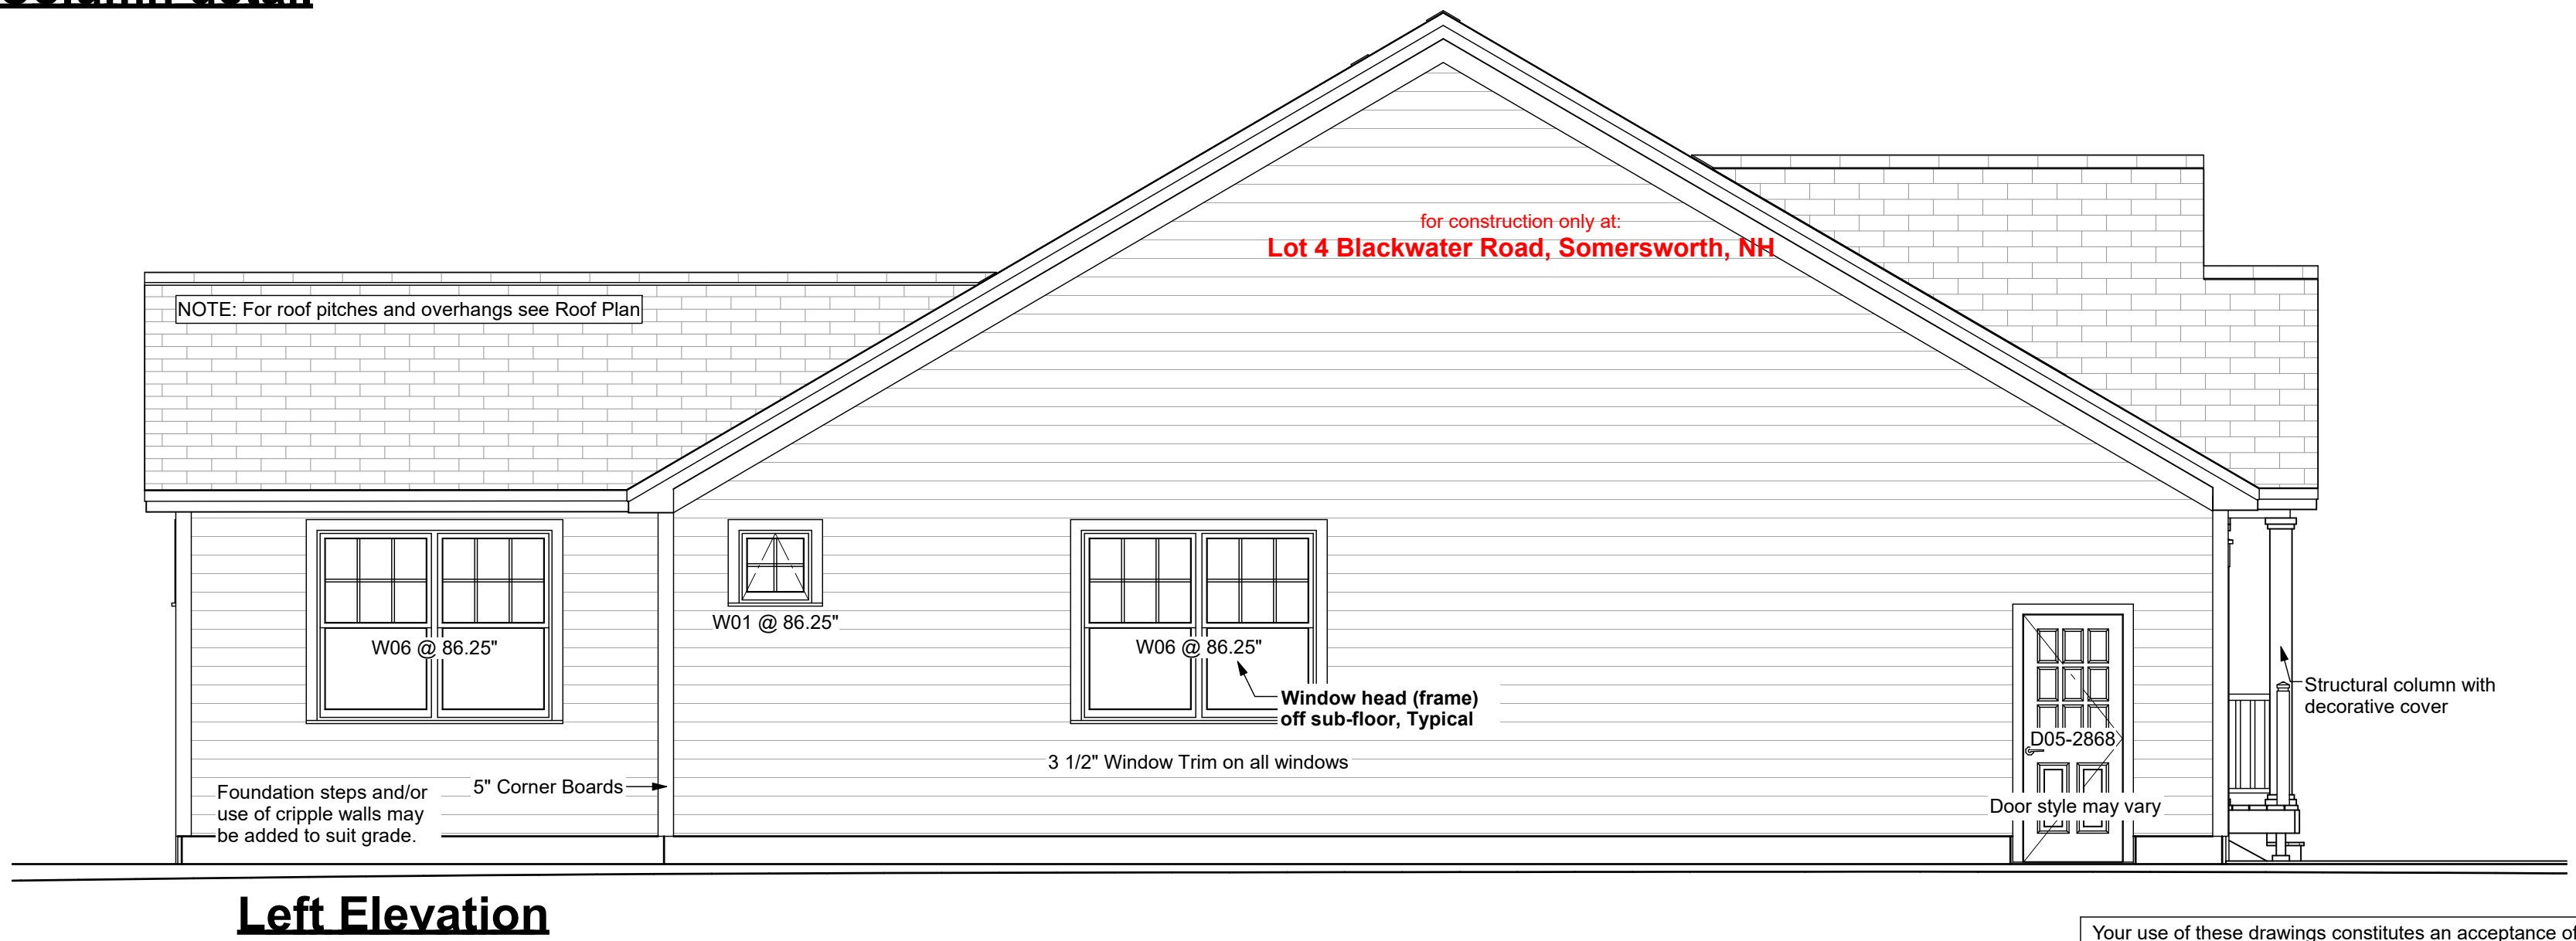 for construction only at:
Lot 4 Blackwater Road, Somersworth, NH
NOTE: For roof pitches and overhangs see Roof Plan
W06 @ 86.25"
W01 @ 86.25"
W06 @ 86.25"
Window head (frame)
off sub-floor, Typical
Structural column with
decorative cover
D05-2868
3 1/2" Window Trim on all windows
5" Corner Boards
Foundation steps and/or
use of cripple walls may
be added to suit grade.
Door style may vary
Left Elevation
Your use of these drawings constitutes an acceptance of